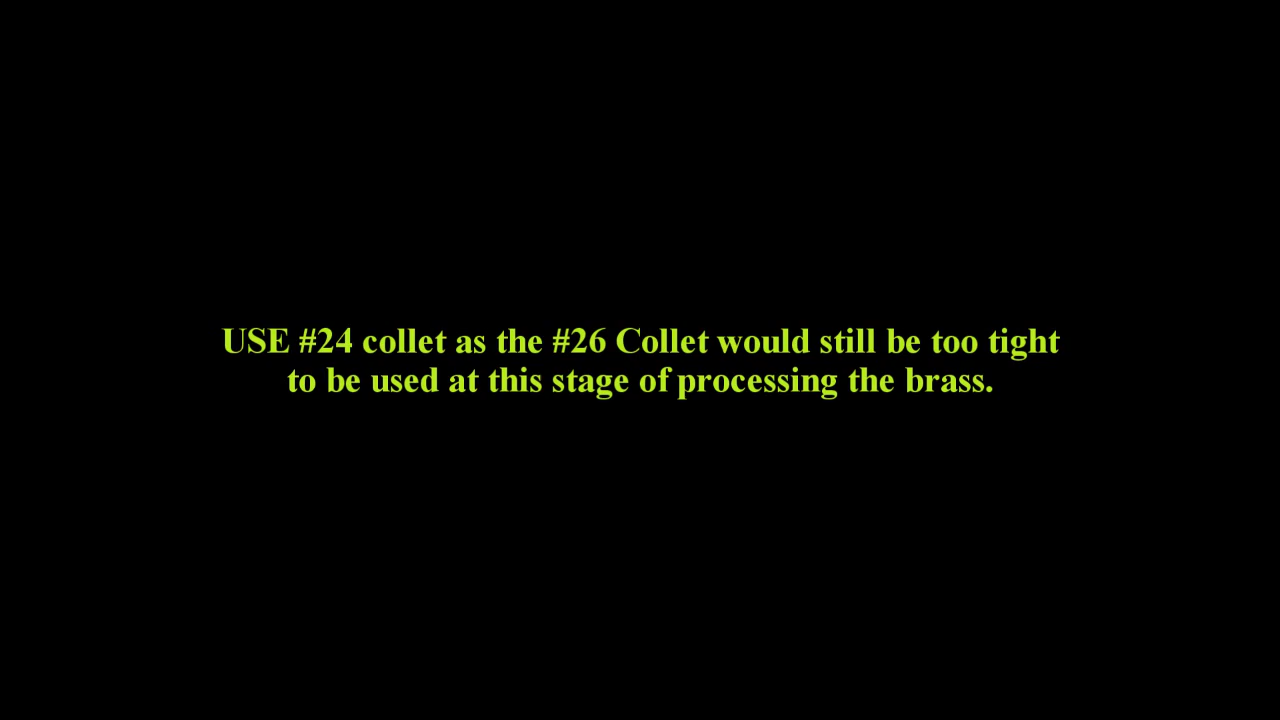 USE #24 collet as the #26 Collet would still be too tight
to be used at this stage of processing the brass.